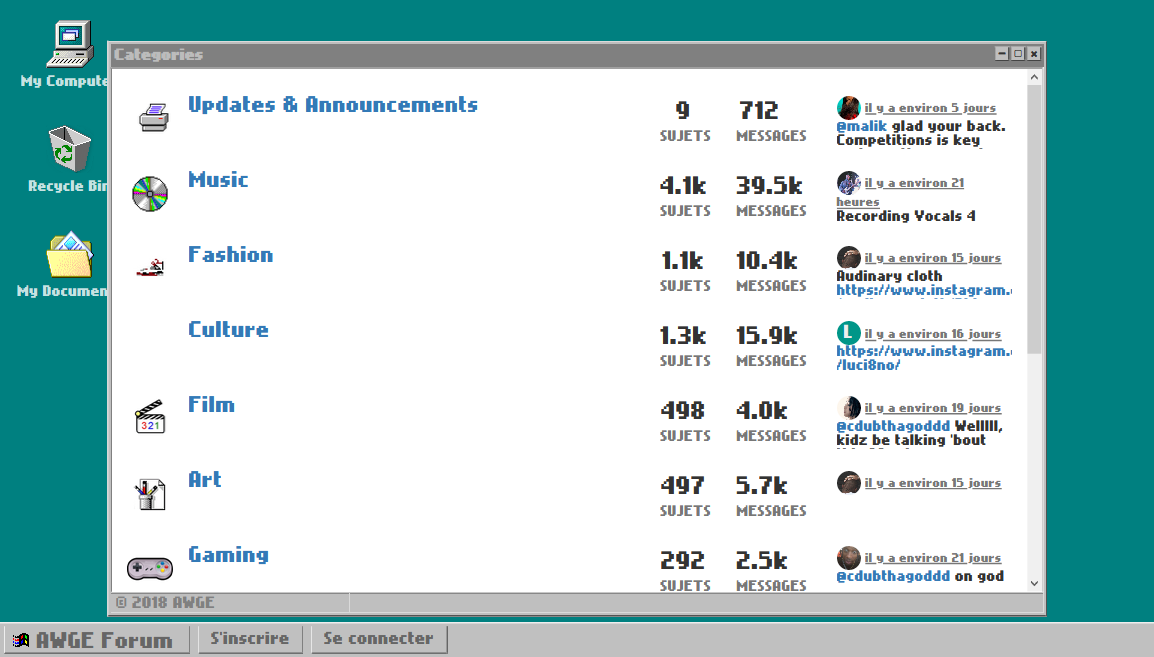 My Compute
Recycle Bin
My Documen
Categories
Updates & Announcements
9
SUJETS
712
MESSAGES
il y a environ 5 jours
@malik glad your back.
Competitions is key
Music
4.1k
SUJETS
39.5k
MESSAGES
il y a environ 21
heures
Recording Vocals 4
Fashion
1.1k
SUJETS
10.4k
MESSAGES
il y a environ 15 jours
Audinary cloth
https://www.instagram.
Culture
1.3k
SUJETS
15.9k
MESSAGES
L
il y a environ 16 jours
https://www.instagram.
/luci8no/
Film
321
498
SUJETS
4.0k
MESSAGES
il y a environ 19 jours
@cdubthagoddd Welllll,
kidz be talking 'bout
Art
497
SUJETS
5.7k
MESSAGES
il y a environ 15 jours
Gaming
292
SUJETS
2.5k
MESSAGES
il y a environ 21 jours
@cdubthagoddd on god
© 2018 AWGE
AWGE Forum
S'inscrire
Se connecter